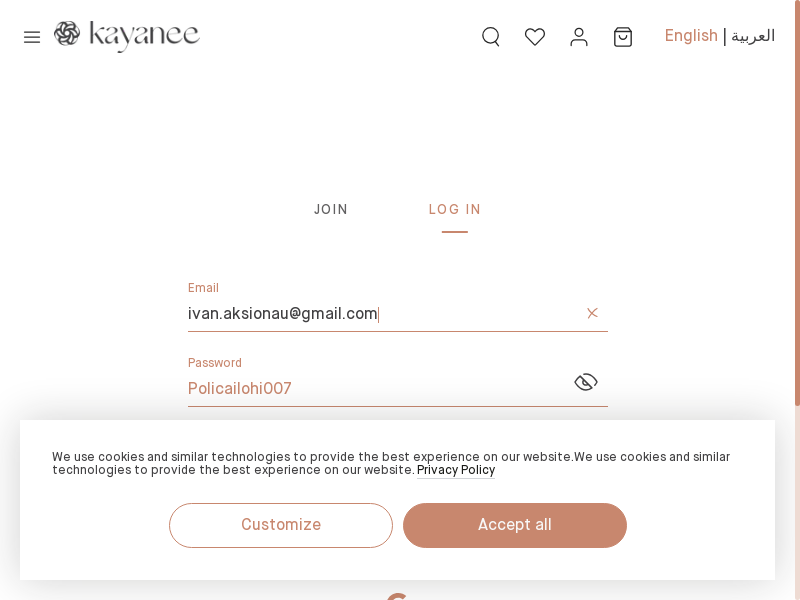 kayanee
English | العربية
JOIN
LOG IN
Email
ivan.aksionau@gmail.com
Password
Policailohi007
We use cookies and similar technologies to provide the best experience on our website.We use cookies and similar
technologies to provide the best experience on our website. Privacy Policy
Customize
Accept all